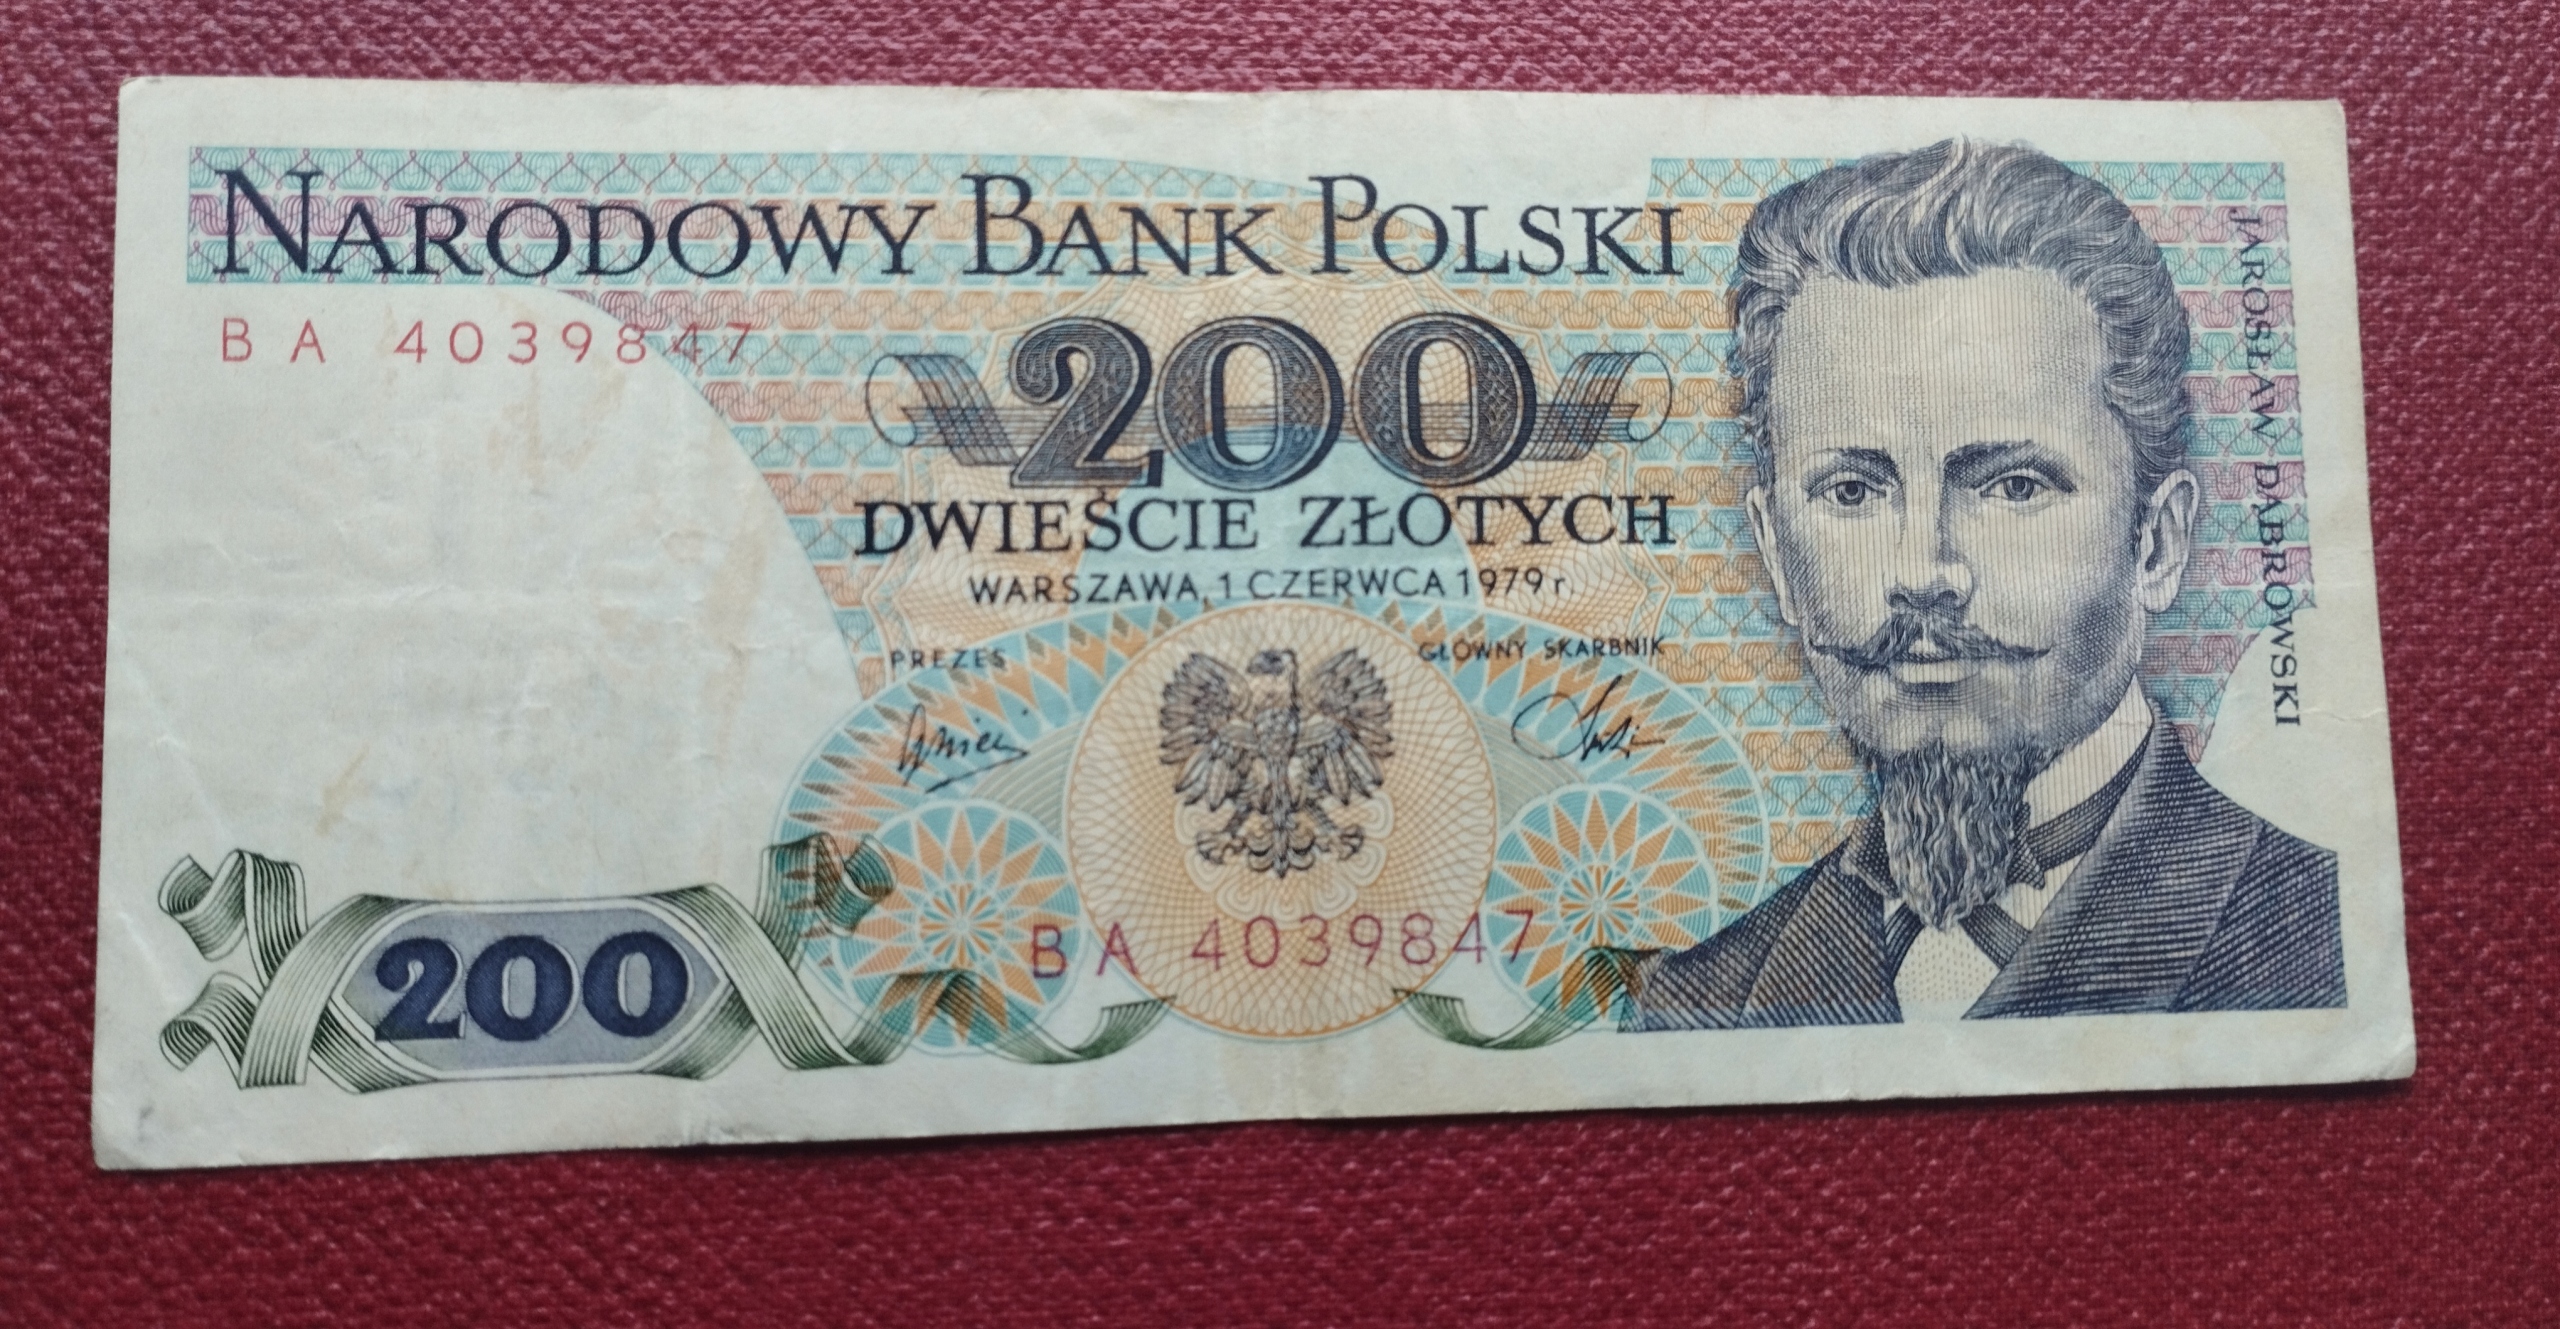 NARODOWY BANK POLSKI
BA 4039847
200
DWIEŚCIE ZŁOTYCH
WARSZAWA, 1 CZERWCA 1979 r.
PREZES
GŁÓWNY SKARBNIK
BA 4039847
200
JAROSŁAW DĄBROWSKI